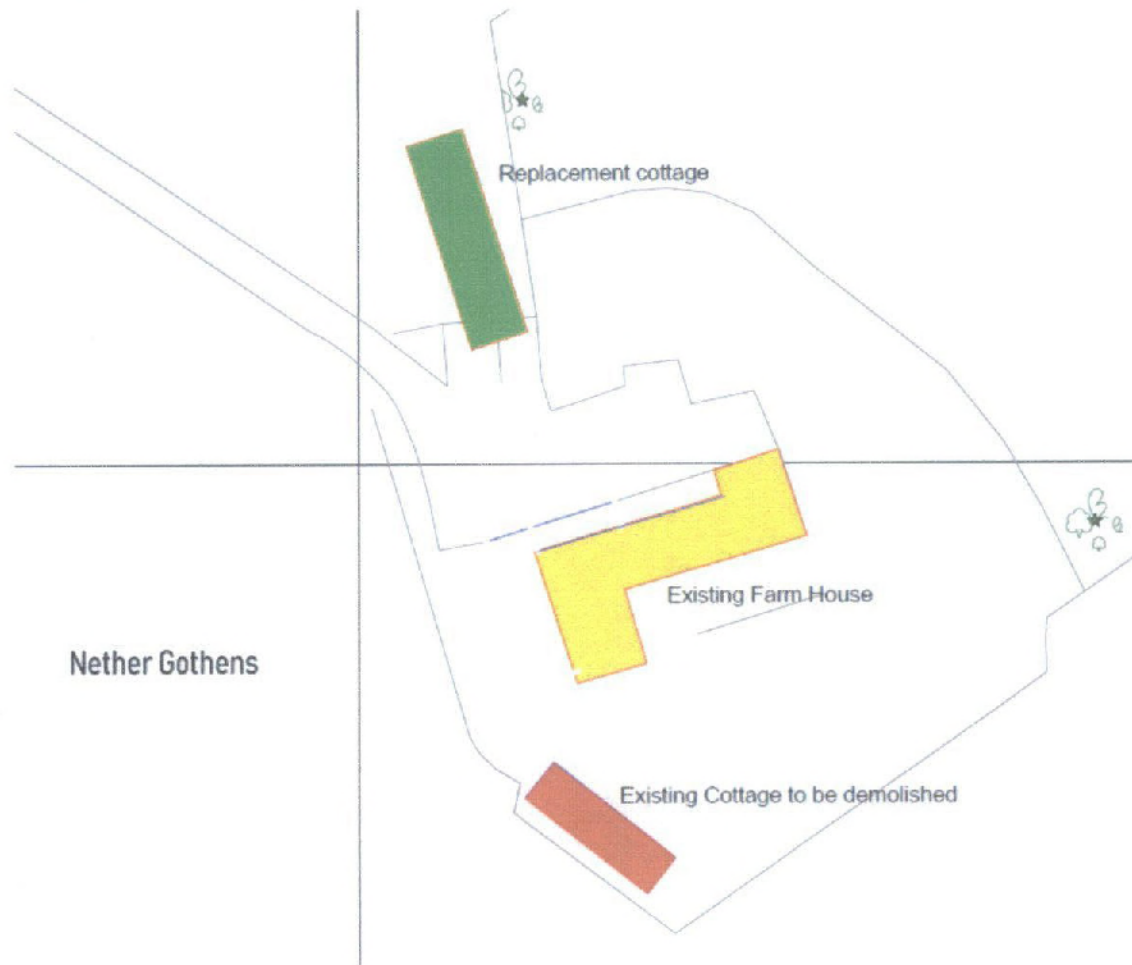 Replacement cottage
Existing Farm House
Nether Gothens
Existing Cottage to be demolished